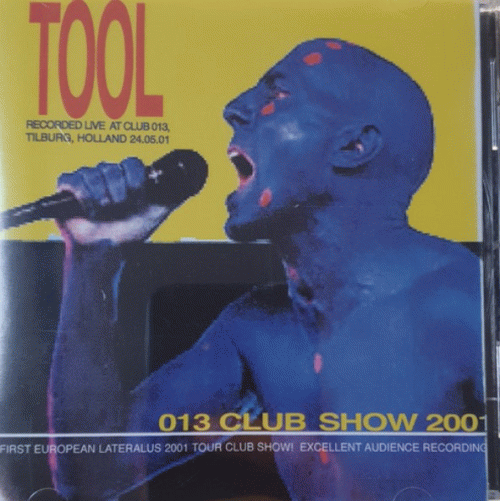 TOOL
RECORDED LIVE AT CLUB 013,
TILBURG, HOLLAND 24.05.01
013 CLUB SHOW 2001
FIRST EUROPEAN LATERALUS 2001 TOUR CLUB SHOW! EXCELLENT AUDIENCE RECORDING